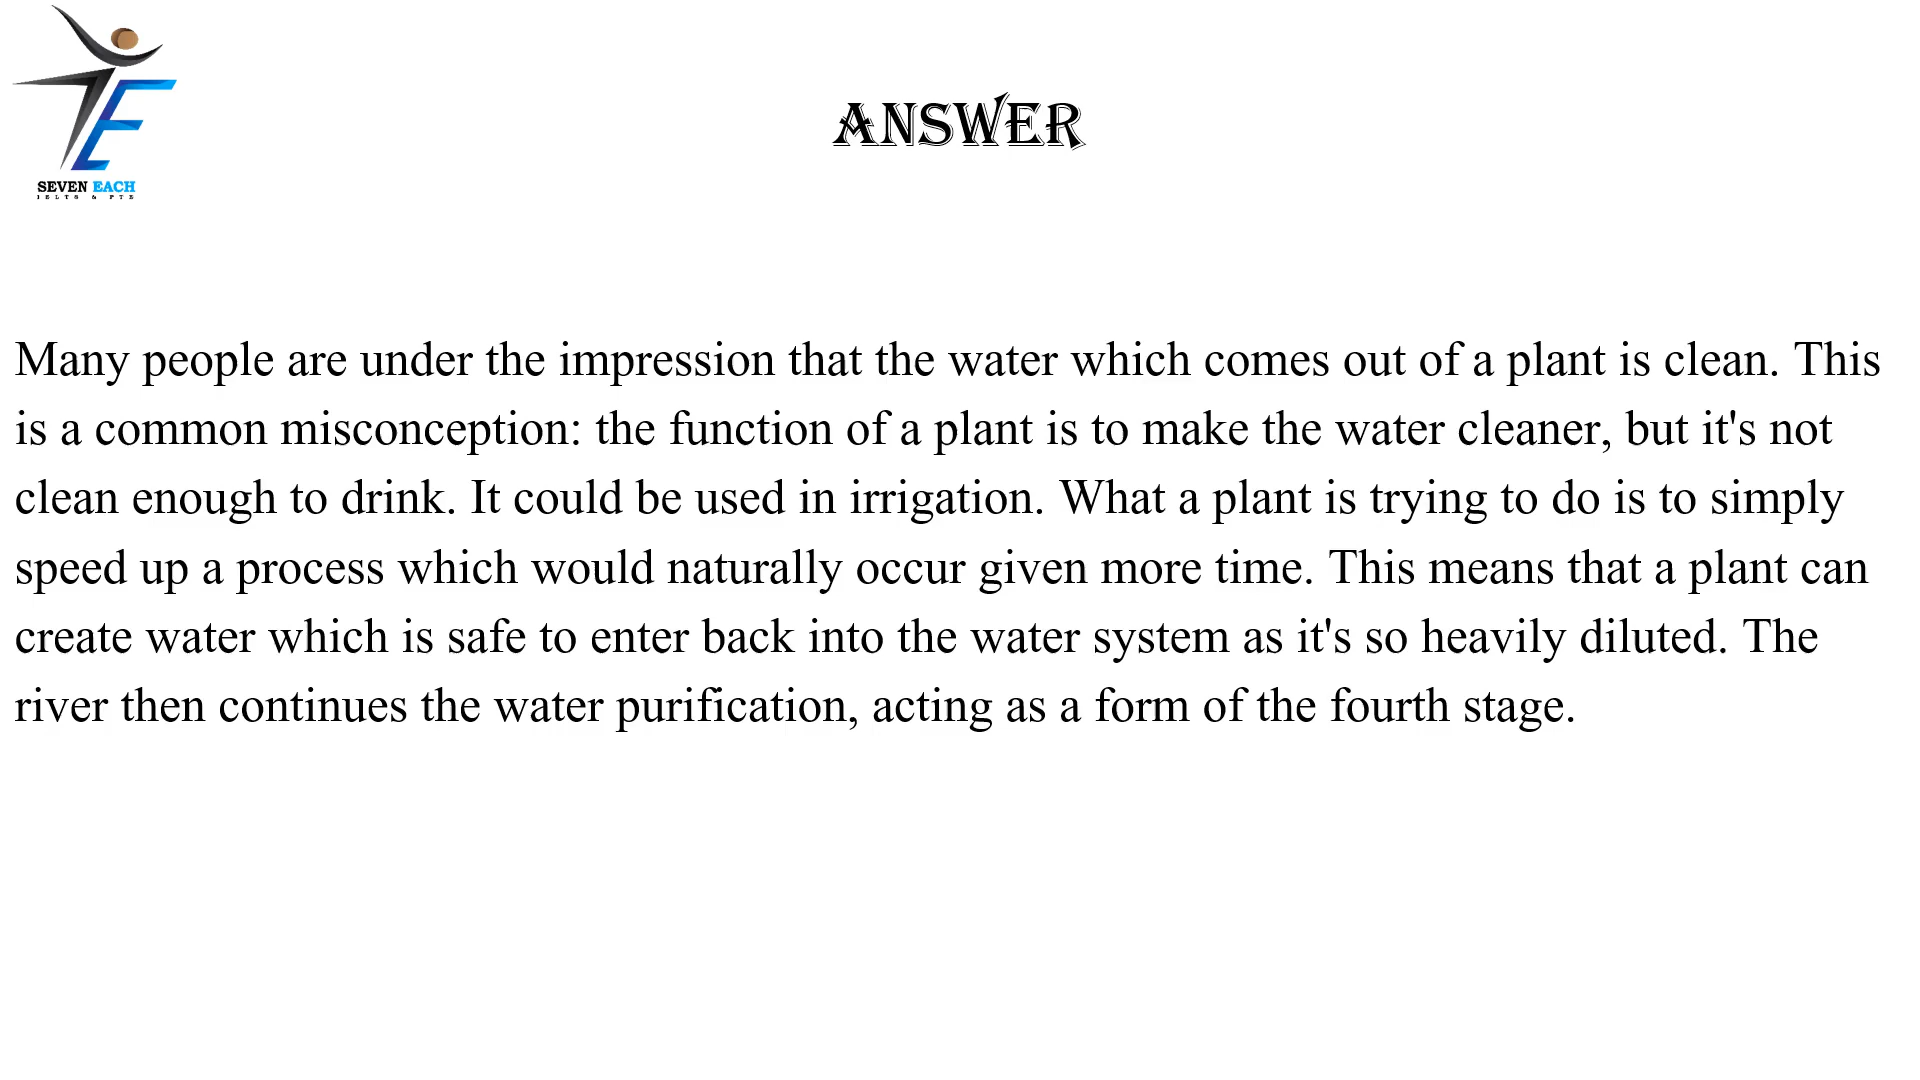 SEVEN EACH
IELTS & PTE
ANSWER
Many people are under the impression that the water which comes out of a plant is clean. This
is a common misconception: the function of a plant is to make the water cleaner, but it's not
clean enough to drink. It could be used in irrigation. What a plant is trying to do is to simply
speed up a process which would naturally occur given more time. This means that a plant can
create water which is safe to enter back into the water system as it's so heavily diluted. The
river then continues the water purification, acting as a form of the fourth stage.